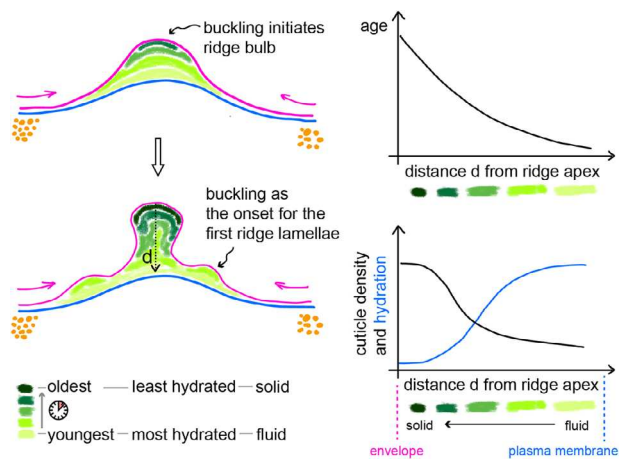 buckling initiates
ridge bulb
buckling as
the onset for the
first ridge lamellae
d
oldest least hydrated solid
youngest most hydrated fluid
age
distance d from ridge apex
cuticle density
and hydration
distance d from ridge apex
solid fluid
envelope plasma membrane